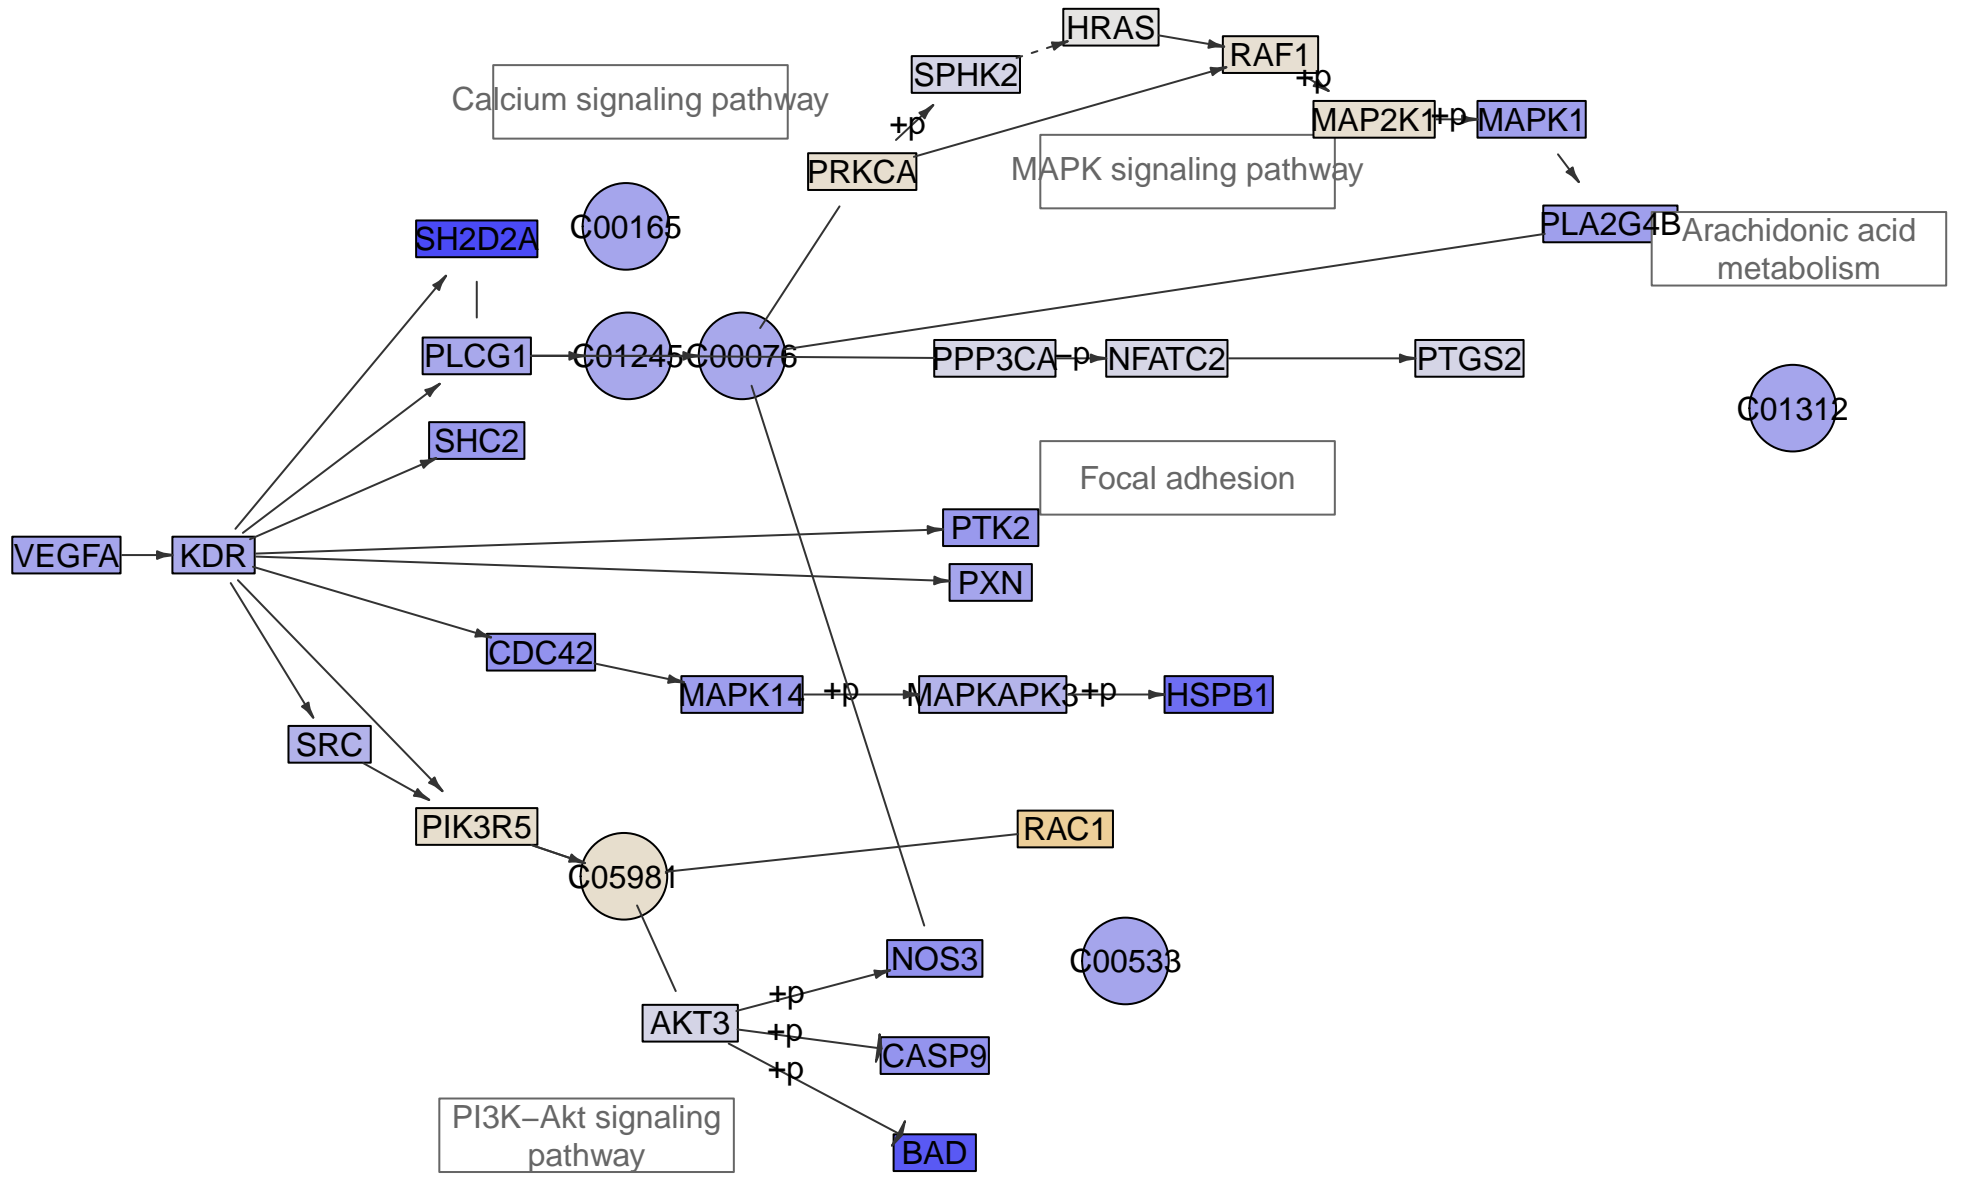 HRAS
RAF1
SPHK2
+p
Calcium signaling pathway
+p
MAP2K1
+p
MAPK1
PRKCA
MAPK signaling pathway
C00165
SH2D2A
PLA2G4B
Arachidonic acid
metabolism
PLCG1
C01245
C00076
PPP3CA
−p
NFATC2
PTGS2
C01312
SHC2
Focal adhesion
PTK2
VEGFA
KDR
PXN
CDC42
MAPK14
+p
MAPKAPK3
+p
HSPB1
SRC
PIK3R5
RAC1
C05981
NOS3
C00533
+p
AKT3
+p
CASP9
+p
PI3K−Akt signaling
pathway
BAD